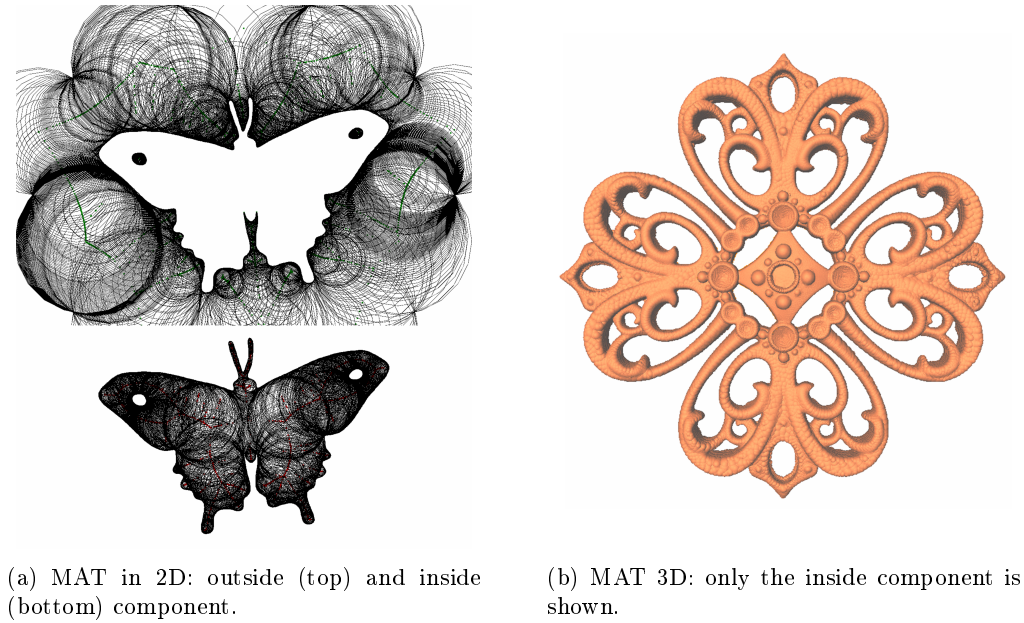 (a) MAT in 2D: outside (top) and inside
(bottom) component.
(b) MAT 3D: only the inside component is
shown.